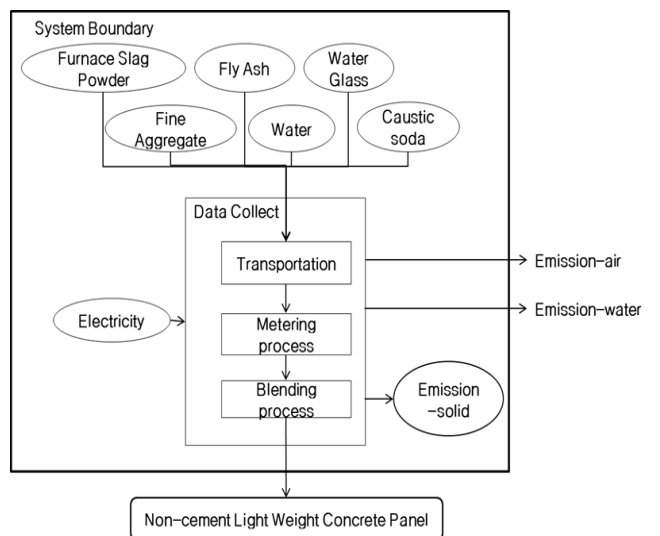 System Boundary
Furnace Slag
Powder
Fly Ash
Water
Glass
Fine
Aggregate
Water
Caustic
soda
Data Collect
Transportation
Emission-air
Emission-water
Electricity
Metering
process
Blending
process
Emission
-solid
Non-cement Light Weight Concrete Panel